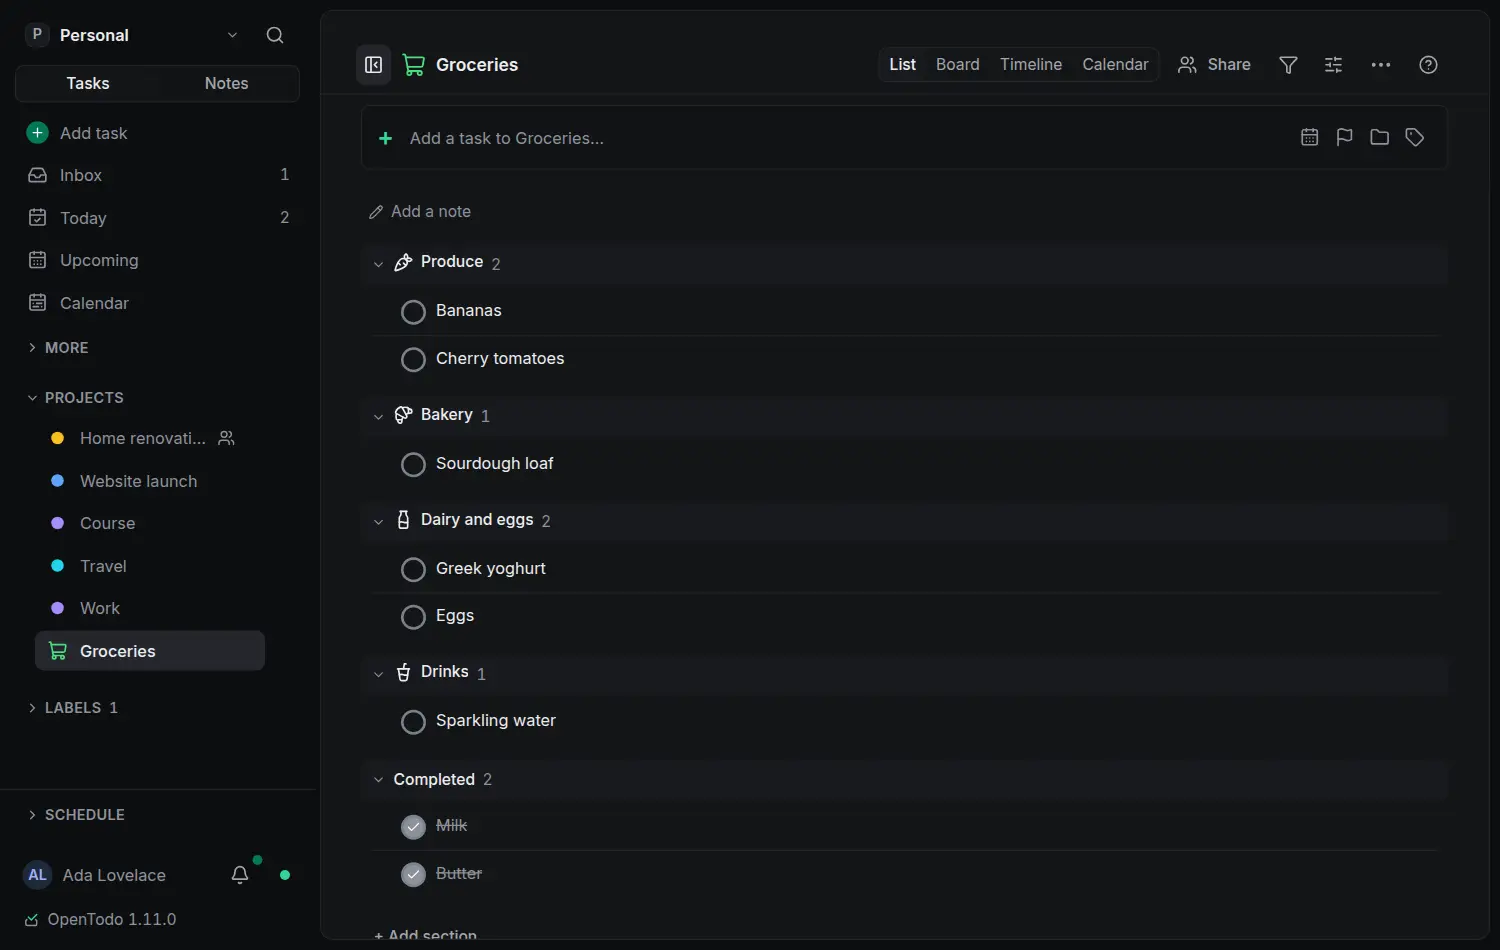 P Personal
Tasks Notes
Add task
Inbox 1
Today 2
Upcoming
Calendar
MORE
PROJECTS
Home renovati...
Website launch
Course
Travel
Work
Groceries
LABELS 1
SCHEDULE
AL Ada Lovelace
OpenTodo 1.11.0
Groceries
List Board Timeline Calendar Share
Add a task to Groceries...
Add a note
Produce 2
Bananas
Cherry tomatoes
Bakery 1
Sourdough loaf
Dairy and eggs 2
Greek yoghurt
Eggs
Drinks 1
Sparkling water
Completed 2
Milk
Butter
+ Add section